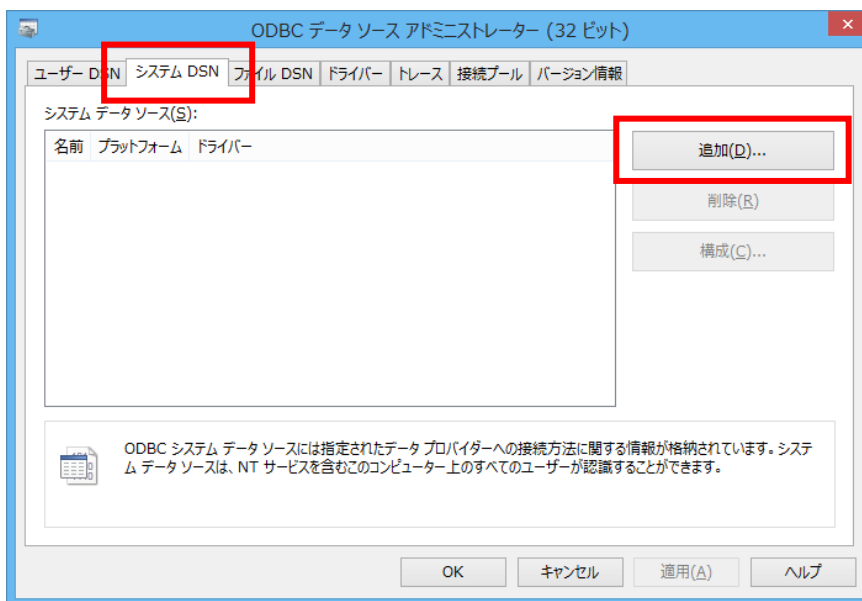 ODBC データ ソース アドミニストレーター (32 ビット)
ユーザー DSN システム DSN ファイル DSN ドライバー トレース 接続プール バージョン情報
システム データ ソース(S):
名前 プラットフォーム ドライバー
追加(D)...
削除(R)
構成(C)...
ODBC システム データ ソースには指定されたデータ プロバイダーへの接続方法に関する情報が格納されています。システ
ム データ ソースは、NT サービスを含むこのコンピューター上のすべてのユーザーが認識することができます。
OK キャンセル 適用(A) ヘルプ